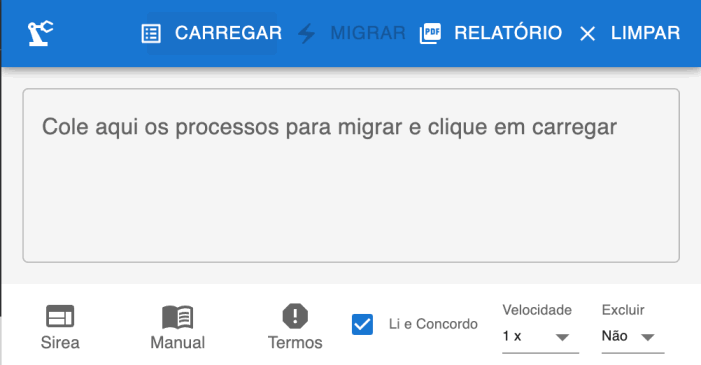 CARREGAR MIGRAR PDF RELATÓRIO LIMPAR
Cole aqui os processos para migrar e clique em carregar
Sirea Manual Termos Li e Concordo
Velocidade Excluir
1 x Não